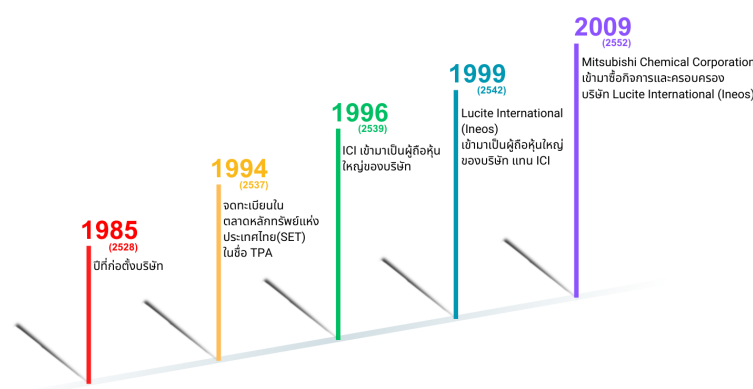 1985
(2528)
ปีที่ก่อตั้งบริษัท
1994
(2537)
จดทะเบียนใน
ตลาดหลักทรัพย์แห่ง
ประเทศไทย(SET)
ในชื่อ TPA
1996
(2539)
ICI เข้ามาเป็นผู้ถือหุ้น
ใหญ่ของบริษัท
1999
(2542)
Lucite International
(Ineos)
เข้ามาเป็นผู้ถือหุ้นใหญ่
ของบริษัท แทน ICI
2009
(2552)
Mitsubishi Chemical Corporation
เข้ามาซื้อกิจการและครอบครอง
บริษัท Lucite International (Ineos)